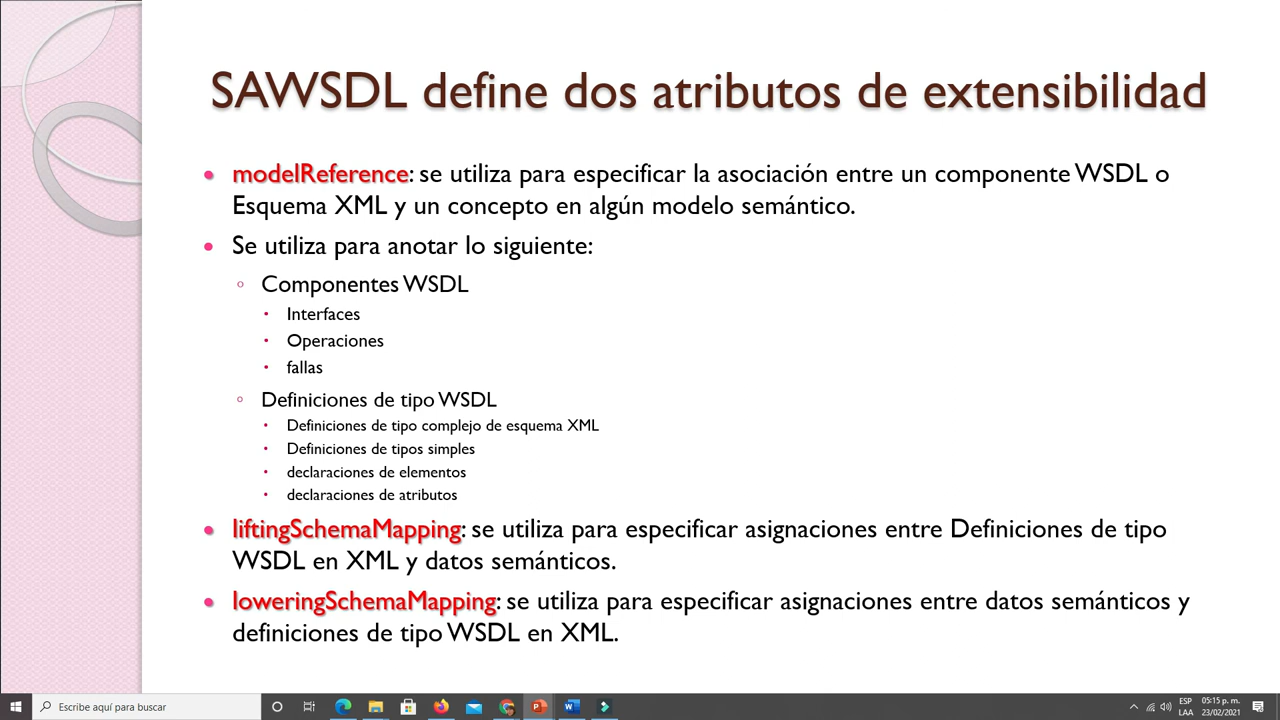 SAWSDL define dos atributos de extensibilidad
modelReference: se utiliza para especificar la asociación entre un componente WSDL o
Esquema XML y un concepto en algún modelo semántico.
Se utiliza para anotar lo siguiente:
Componentes WSDL
Interfaces
Operaciones
fallas
Definiciones de tipo WSDL
Definiciones de tipo complejo de esquema XML
Definiciones de tipos simples
declaraciones de elementos
declaraciones de atributos
liftingSchemaMapping: se utiliza para especificar asignaciones entre Definiciones de tipo
WSDL en XML y datos semánticos.
loweringSchemaMapping: se utiliza para especificar asignaciones entre datos semánticos y
definiciones de tipo WSDL en XML.
Escribe aquí para buscar
ESP 05:15 p. m.
LAA 23/02/2021